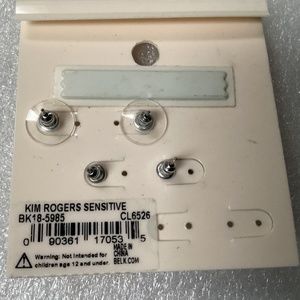 KIM ROGERS SENSITIVE
BK18-5985 CL6526
0 90361 17053 5
Warning: Not Intended for
children age 12 and under.
MADE IN
CHINA
BELK.COM